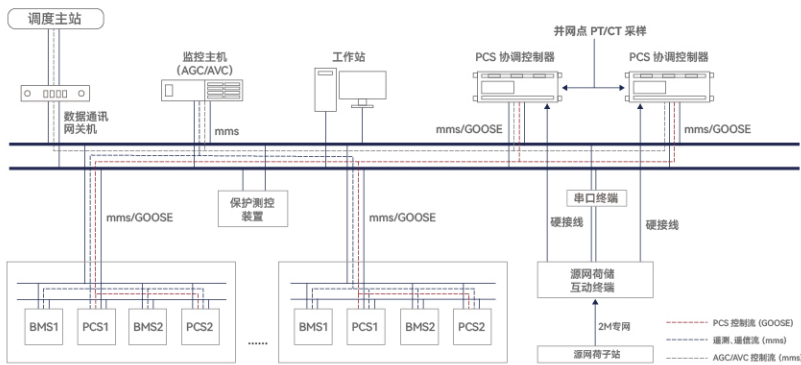 调度主站
并网点 PT/CT 采样
监控主机
(AGC/AVC)
工作站
PCS 协调控制器
PCS 协调控制器
数据通讯
网关机
mms
mms/GOOSE
mms/GOOSE
保护测控
装置
串口终端
mms/GOOSE
mms/GOOSE
硬接线
硬接线
源网荷储
互动终端
BMS1
PCS1
BMS2
PCS2
......
BMS1
PCS1
BMS2
PCS2
2M专网
源网荷子站
PCS 控制流 (GOOSE)
遥测、遥信流 (mms)
AGC/AVC 控制流 (mms)